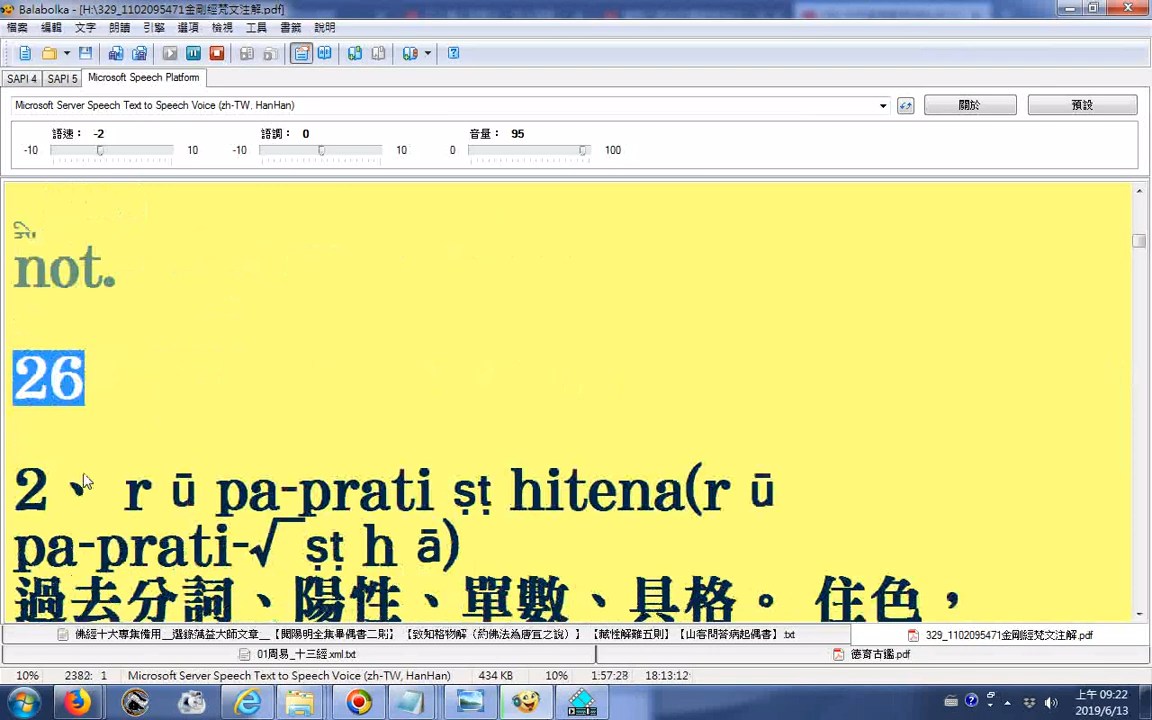 Balabolka - [H:\329_1102095471金剛經梵文注解.pdf]
檔案 編輯 文字 朗讀 引擎 選項 檢視 工具 書籤 說明
SAPI 4 SAPI 5 Microsoft Speech Platform
Microsoft Server Speech Text to Speech Voice (zh-TW, HanHan) 關於 預設
語速： -2 語調： 0 音量： 95
-10 10 -10 10 0 100
not.
26
2、 r ū pa-prati ṣṭ hitena(r ū
pa-prati-√ ṣṭ h ā)
過去分詞、陽性、單數、具格。 住色，
佛經十大專集備用__選錄蕅益大師文章__【閱陽明全集畢偶書二則】【致知格物解（約佛法為唐宜之說）】【藏性解難五則】【山客問答病起偶書】.txt 329_1102095471金剛經梵文注解.pdf
01周易_十三經.xml.txt 德育古鑑.pdf
10% 2382: 1 Microsoft Server Speech Text to Speech Voice (zh-TW, HanHan) 434 KB 10% 1:57:28 18:13:12
上午 09:22
2019/6/13